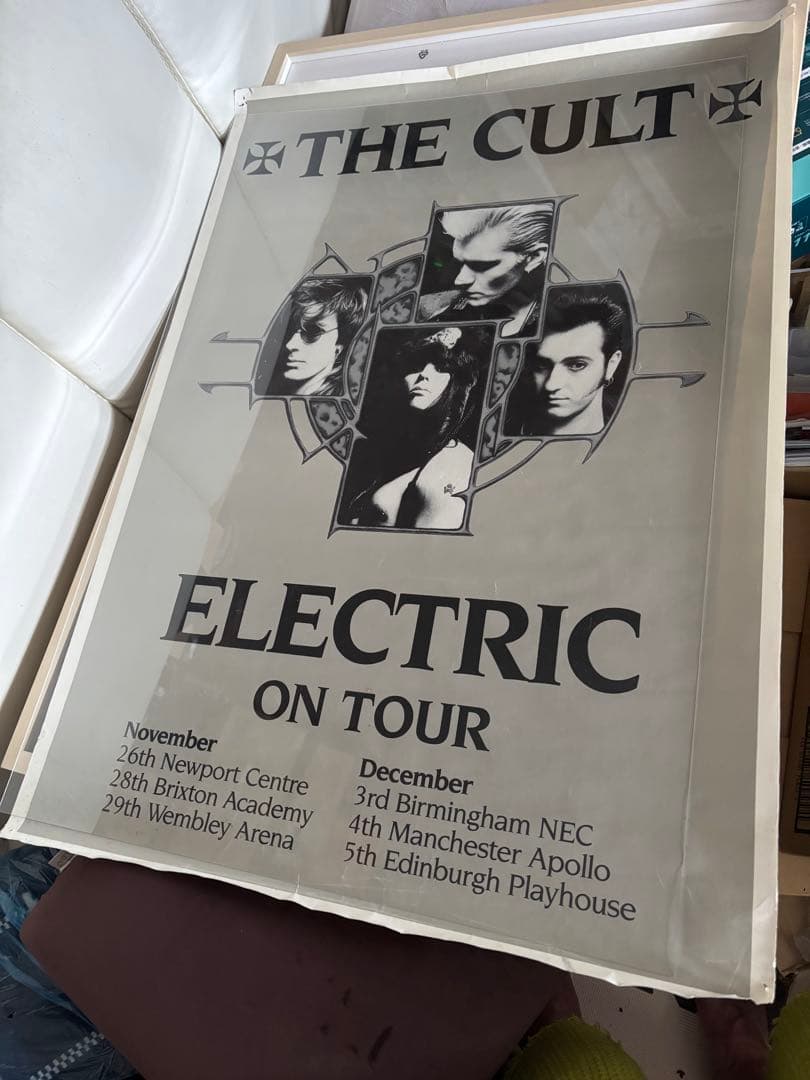 THE CULT
ELECTRIC
ON TOUR
November
26th Newport Centre
28th Brixton Academy
29th Wembley Arena
December
3rd Birmingham NEC
4th Manchester Apollo
5th Edinburgh Playhouse